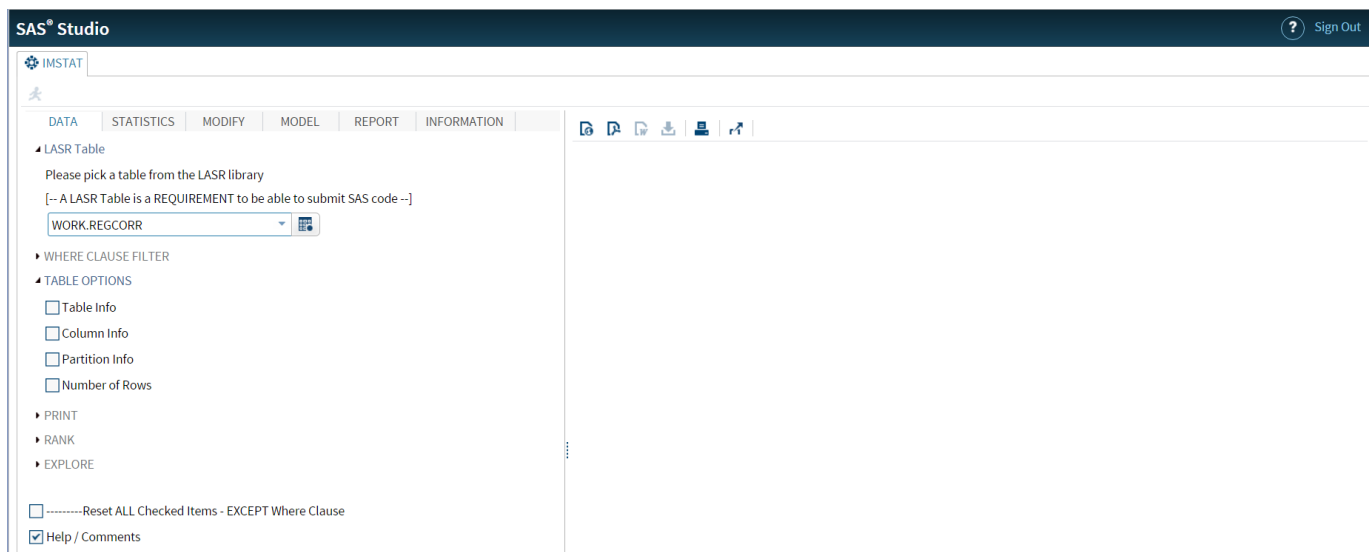 SAS® Studio
? Sign Out
IMSTAT
DATA STATISTICS MODIFY MODEL REPORT INFORMATION
LASR Table
Please pick a table from the LASR library
[-- A LASR Table is a REQUIREMENT to be able to submit SAS code --]
WORK.REGCORR
WHERE CLAUSE FILTER
TABLE OPTIONS
Table Info
Column Info
Partition Info
Number of Rows
PRINT
RANK
EXPLORE
---------Reset ALL Checked Items - EXCEPT Where Clause
Help / Comments